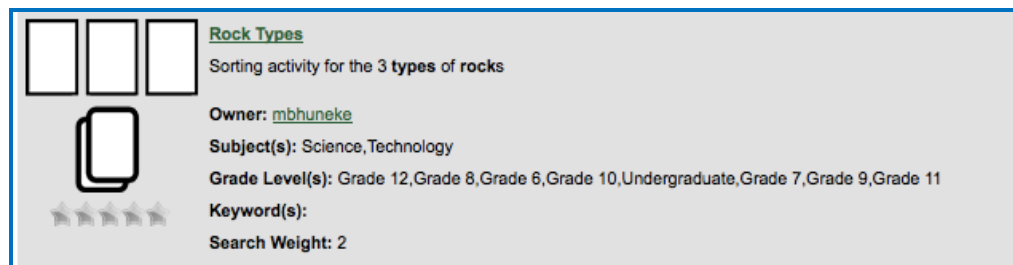 Rock Types
Sorting activity for the 3 types of rocks
Owner: mbhuneke
Subject(s): Science,Technology
Grade Level(s): Grade 12,Grade 8,Grade 6,Grade 10,Undergraduate,Grade 7,Grade 9,Grade 11
Keyword(s):
Search Weight: 2